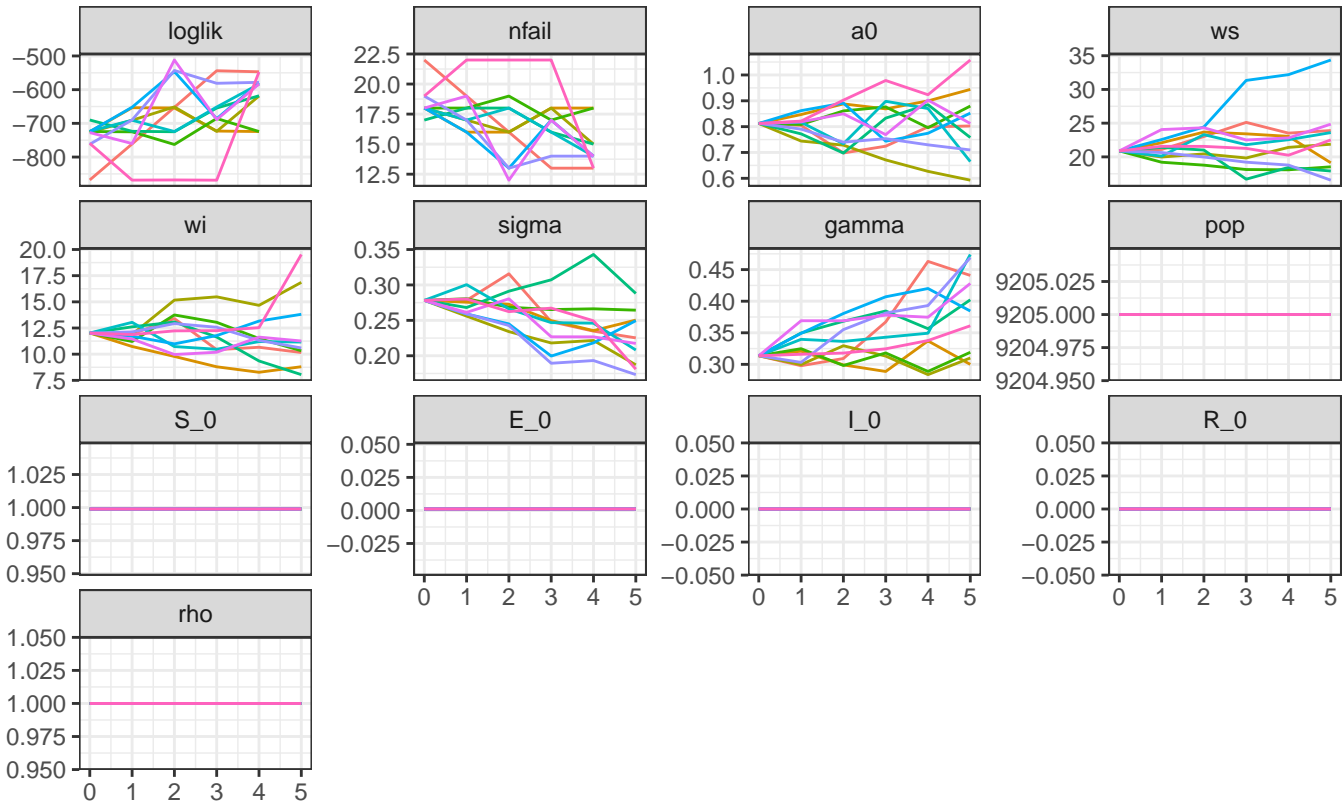 loglik nfail a0 ws
−500 22.5 1.0 35
−600 20.0 0.9 30
−700 17.5 0.8 25
−800 15.0 0.7 20
12.5 0.6
wi sigma gamma pop
20.0 0.35 0.45 9205.025
17.5 0.30 0.40 9205.000
15.0 0.25 0.35 9204.975
12.5 0.20 0.30 9204.950
10.0
7.5
S_0 E_0 I_0 R_0
1.025 0.050 0.050 0.050
1.000 0.025 0.025 0.025
0.975 0.000 0.000 0.000
0.950 −0.025 −0.025 −0.025
−0.050 −0.050
0 1 2 3 4 5 0 1 2 3 4 5 0 1 2 3 4 5
rho
1.050
1.025
1.000
0.975
0.950
0 1 2 3 4 5